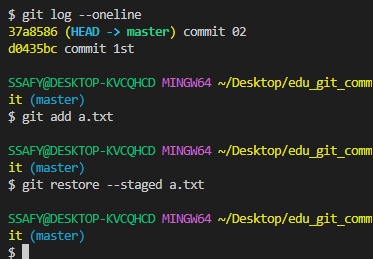 $ git log --oneline
37a8586 (HEAD -> master) commit 02
d0435bc commit 1st

SSAFY@DESKTOP-KVCQHCD MINGW64 ~/Desktop/edu_git_comm
it (master)
$ git add a.txt

SSAFY@DESKTOP-KVCQHCD MINGW64 ~/Desktop/edu_git_comm
it (master)
$ git restore --staged a.txt

SSAFY@DESKTOP-KVCQHCD MINGW64 ~/Desktop/edu_git_comm
it (master)
$